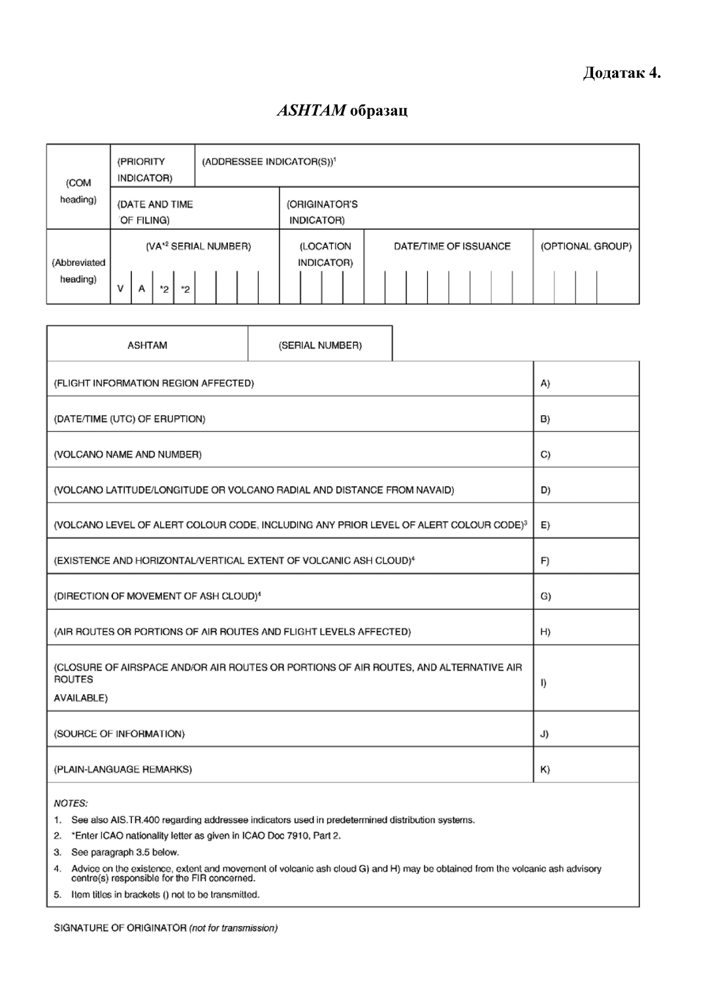 Додатак 4.
ASHTAM образац
(COM
heading)
(PRIORITY
INDICATOR)
(ADDRESSEE INDICATOR(S))1
(DATE AND TIME
OF FILING)
(ORIGINATOR'S
INDICATOR)
(Abbreviated
heading)
(VA*2 SERIAL NUMBER)
V A *2 *2
(LOCATION
INDICATOR)
DATE/TIME OF ISSUANCE
(OPTIONAL GROUP)
ASHTAM
(SERIAL NUMBER)
(FLIGHT INFORMATION REGION AFFECTED) A)
(DATE/TIME (UTC) OF ERUPTION) B)
(VOLCANO NAME AND NUMBER) C)
(VOLCANO LATITUDE/LONGITUDE OR VOLCANO RADIAL AND DISTANCE FROM NAVAID) D)
(VOLCANO LEVEL OF ALERT COLOUR CODE, INCLUDING ANY PRIOR LEVEL OF ALERT COLOUR CODE)3 E)
(EXISTENCE AND HORIZONTAL/VERTICAL EXTENT OF VOLCANIC ASH CLOUD)4 F)
(DIRECTION OF MOVEMENT OF ASH CLOUD)4 G)
(AIR ROUTES OR PORTIONS OF AIR ROUTES AND FLIGHT LEVELS AFFECTED) H)
(CLOSURE OF AIRSPACE AND/OR AIR ROUTES OR PORTIONS OF AIR ROUTES, AND ALTERNATIVE AIR
ROUTES
AVAILABLE)
I)
(SOURCE OF INFORMATION) J)
(PLAIN-LANGUAGE REMARKS) K)
NOTES:
1. See also AIS.TR.400 regarding addressee indicators used in predetermined distribution systems.
2. *Enter ICAO nationality letter as given in ICAO Doc 7910, Part 2.
3. See paragraph 3.5 below.
4. Advice on the existence, extent and movement of volcanic ash cloud G) and H) may be obtained from the volcanic ash advisory
centre(s) responsible for the FIR concerned.
5. Item titles in brackets () not to be transmitted.
SIGNATURE OF ORIGINATOR (not for transmission)